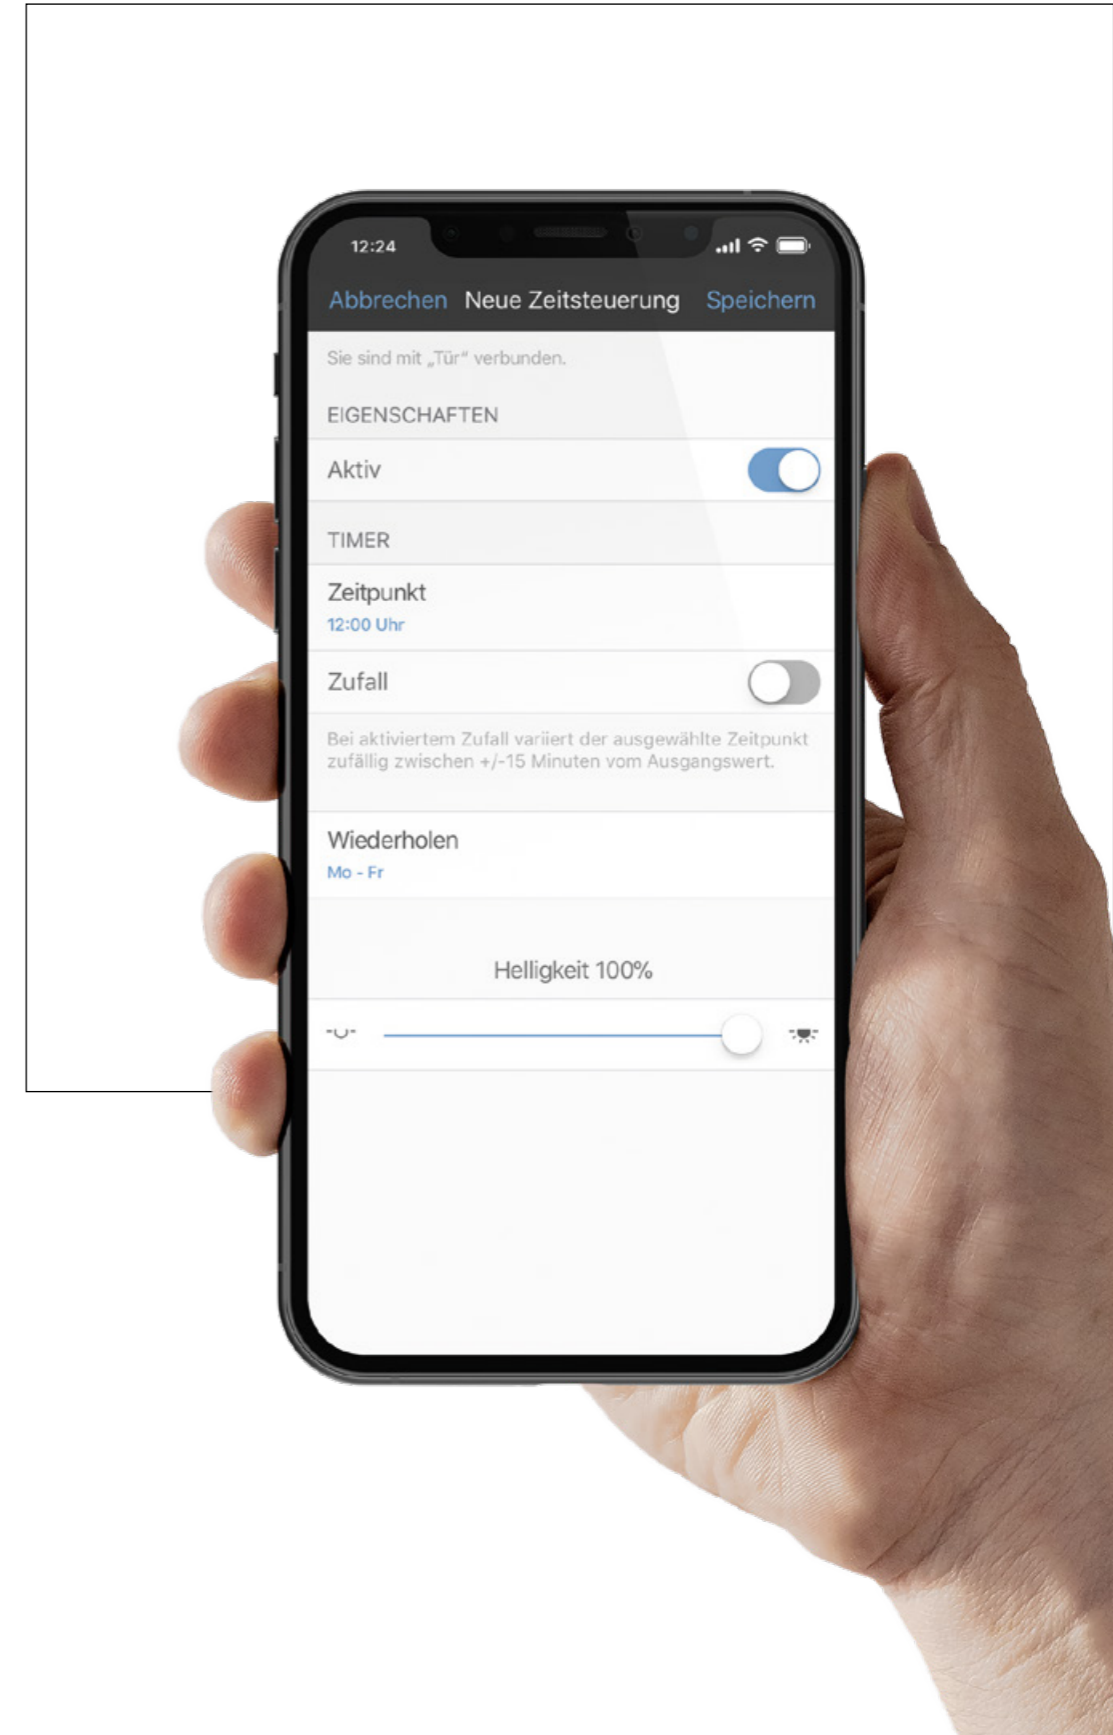 12:24
Abbrechen Neue Zeitsteuerung Speichern
Sie sind mit „Tür“ verbunden.
EIGENSCHAFTEN
Aktiv
TIMER
Zeitpunkt
12:00 Uhr
Zufall
Bei aktiviertem Zufall variiert der ausgewählte Zeitpunkt
zufällig zwischen +/-15 Minuten vom Ausgangswert.
Wiederholen
Mo - Fr
Helligkeit 100%